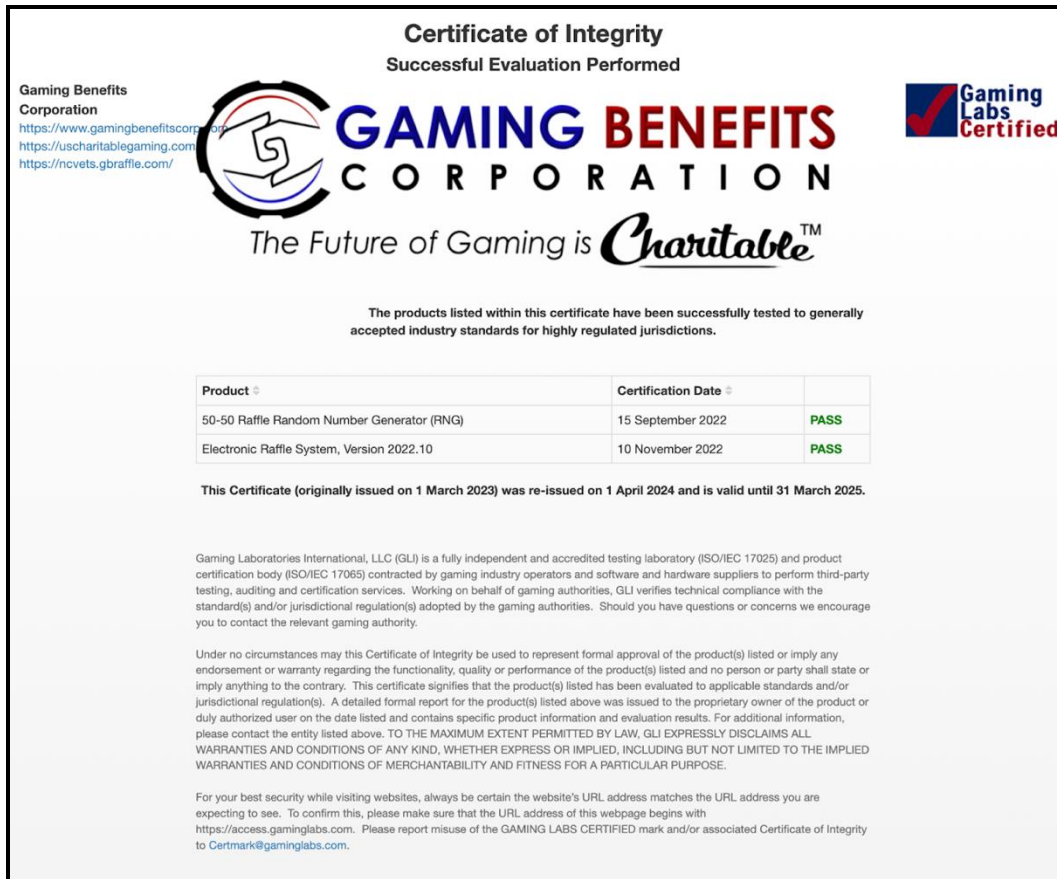 Certificate of Integrity
Successful Evaluation Performed
Gaming Benefits
Corporation
https://www.gamingbenefitscorp.com
https://uscharitablegaming.com
https://ncvets.gbraffle.com/
GAMING BENEFITS
CORPORATION
The Future of Gaming is Charitable™
Gaming
Labs
Certified
The products listed within this certificate have been successfully tested to generally
accepted industry standards for highly regulated jurisdictions.
Product Certification Date
50-50 Raffle Random Number Generator (RNG) 15 September 2022 PASS
Electronic Raffle System, Version 2022.10 10 November 2022 PASS
This Certificate (originally issued on 1 March 2023) was re-issued on 1 April 2024 and is valid until 31 March 2025.
Gaming Laboratories International, LLC (GLI) is a fully independent and accredited testing laboratory (ISO/IEC 17025) and product
certification body (ISO/IEC 17065) contracted by gaming industry operators and software and hardware suppliers to perform third-party
testing, auditing and certification services. Working on behalf of gaming authorities, GLI verifies technical compliance with the
standard(s) and/or jurisdictional regulation(s) adopted by the gaming authorities. Should you have questions or concerns we encourage
you to contact the relevant gaming authority.
Under no circumstances may this Certificate of Integrity be used to represent formal approval of the product(s) listed or imply any
endorsement or warranty regarding the functionality, quality or performance of the product(s) listed and no person or party shall state or
imply anything to the contrary. This certificate signifies that the product(s) listed has been evaluated to applicable standards and/or
jurisdictional regulation(s). A detailed formal report for the product(s) listed above was issued to the proprietary owner of the product or
duly authorized user on the date listed and contains specific product information and evaluation results. For additional information,
please contact the entity listed above. TO THE MAXIMUM EXTENT PERMITTED BY LAW, GLI EXPRESSLY DISCLAIMS ALL
WARRANTIES AND CONDITIONS OF ANY KIND, WHETHER EXPRESS OR IMPLIED, INCLUDING BUT NOT LIMITED TO THE IMPLIED
WARRANTIES AND CONDITIONS OF MERCHANTABILITY AND FITNESS FOR A PARTICULAR PURPOSE.
For your best security while visiting websites, always be certain the website's URL address matches the URL address you are
expecting to see. To confirm this, please make sure that the URL address of this webpage begins with
https://access.gaminglabs.com. Please report misuse of the GAMING LABS CERTIFIED mark and/or associated Certificate of Integrity
to Certmark@gaminglabs.com.